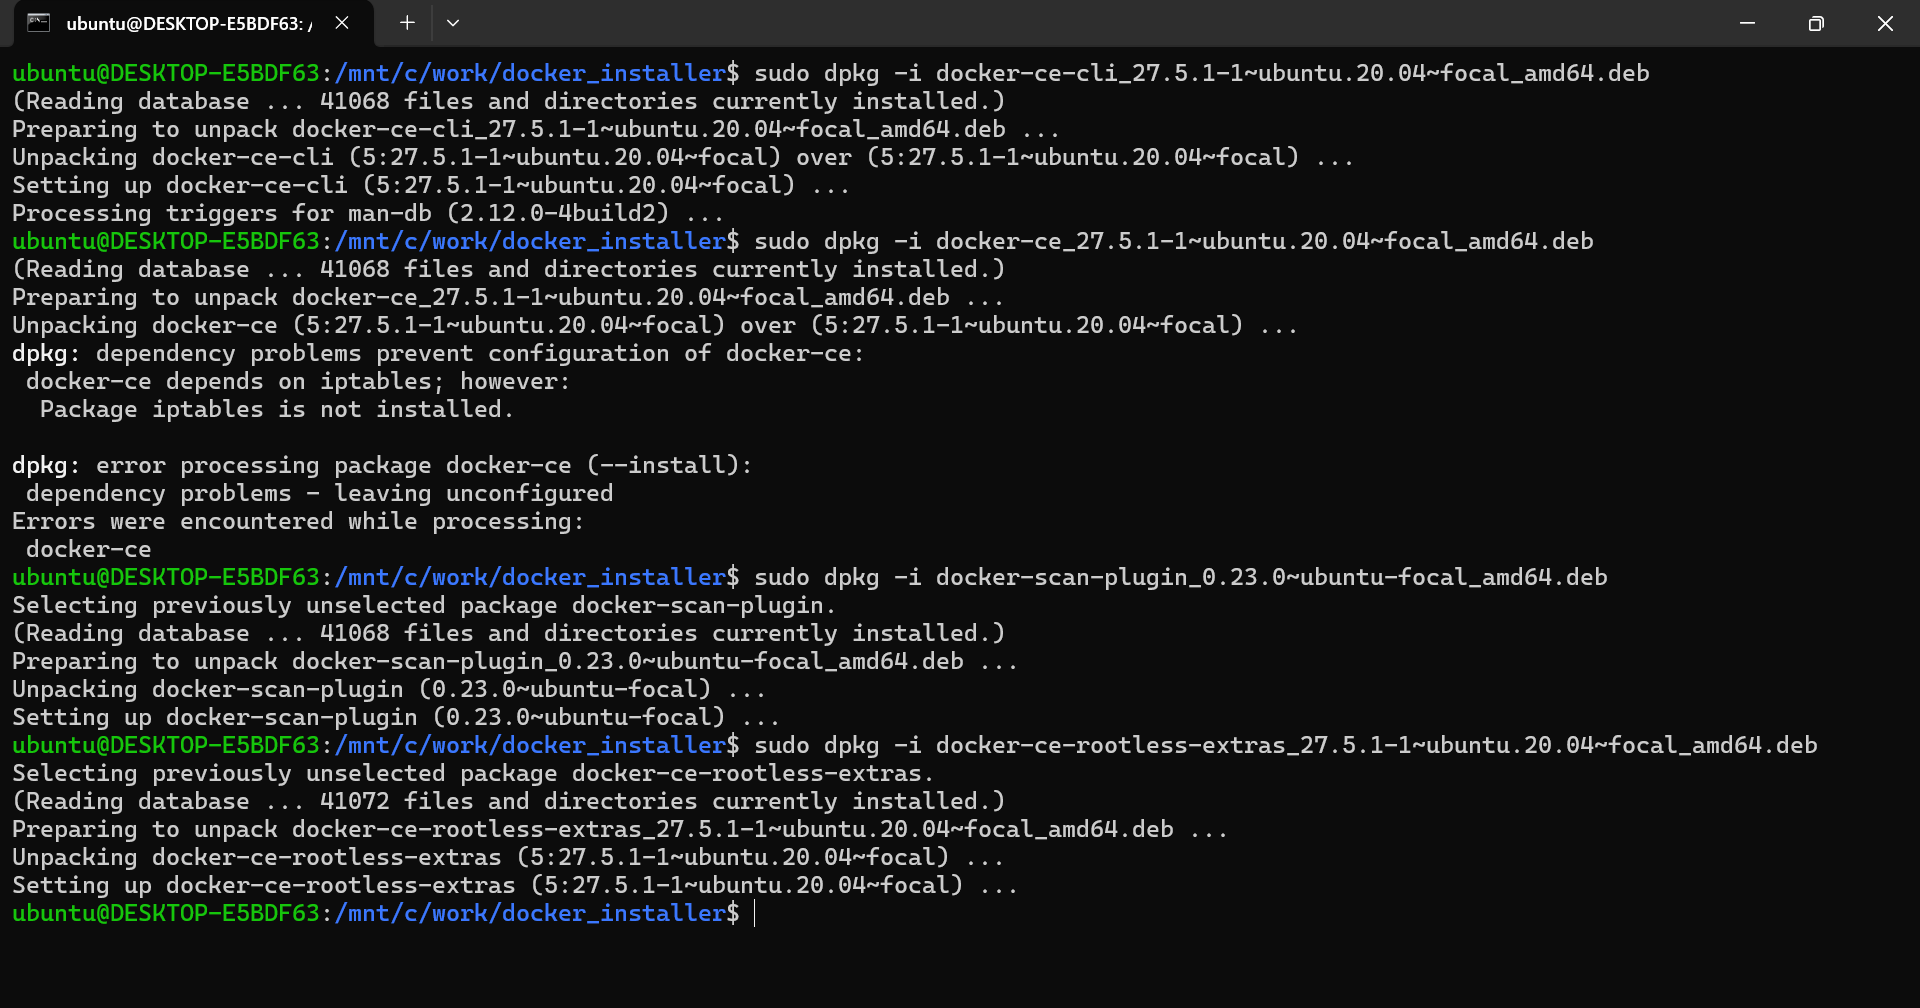 ubuntu@DESKTOP-E5BDF63: /
ubuntu@DESKTOP-E5BDF63:/mnt/c/work/docker_installer$ sudo dpkg -i docker-ce-cli_27.5.1-1~ubuntu.20.04~focal_amd64.deb
(Reading database ... 41068 files and directories currently installed.)
Preparing to unpack docker-ce-cli_27.5.1-1~ubuntu.20.04~focal_amd64.deb ...
Unpacking docker-ce-cli (5:27.5.1-1~ubuntu.20.04~focal) over (5:27.5.1-1~ubuntu.20.04~focal) ...
Setting up docker-ce-cli (5:27.5.1-1~ubuntu.20.04~focal) ...
Processing triggers for man-db (2.12.0-4build2) ...
ubuntu@DESKTOP-E5BDF63:/mnt/c/work/docker_installer$ sudo dpkg -i docker-ce_27.5.1-1~ubuntu.20.04~focal_amd64.deb
(Reading database ... 41068 files and directories currently installed.)
Preparing to unpack docker-ce_27.5.1-1~ubuntu.20.04~focal_amd64.deb ...
Unpacking docker-ce (5:27.5.1-1~ubuntu.20.04~focal) over (5:27.5.1-1~ubuntu.20.04~focal) ...
dpkg: dependency problems prevent configuration of docker-ce:
 docker-ce depends on iptables; however:
  Package iptables is not installed.

dpkg: error processing package docker-ce (--install):
 dependency problems - leaving unconfigured
Errors were encountered while processing:
 docker-ce
ubuntu@DESKTOP-E5BDF63:/mnt/c/work/docker_installer$ sudo dpkg -i docker-scan-plugin_0.23.0~ubuntu-focal_amd64.deb
Selecting previously unselected package docker-scan-plugin.
(Reading database ... 41068 files and directories currently installed.)
Preparing to unpack docker-scan-plugin_0.23.0~ubuntu-focal_amd64.deb ...
Unpacking docker-scan-plugin (0.23.0~ubuntu-focal) ...
Setting up docker-scan-plugin (0.23.0~ubuntu-focal) ...
ubuntu@DESKTOP-E5BDF63:/mnt/c/work/docker_installer$ sudo dpkg -i docker-ce-rootless-extras_27.5.1-1~ubuntu.20.04~focal_amd64.deb
Selecting previously unselected package docker-ce-rootless-extras.
(Reading database ... 41072 files and directories currently installed.)
Preparing to unpack docker-ce-rootless-extras_27.5.1-1~ubuntu.20.04~focal_amd64.deb ...
Unpacking docker-ce-rootless-extras (5:27.5.1-1~ubuntu.20.04~focal) ...
Setting up docker-ce-rootless-extras (5:27.5.1-1~ubuntu.20.04~focal) ...
ubuntu@DESKTOP-E5BDF63:/mnt/c/work/docker_installer$